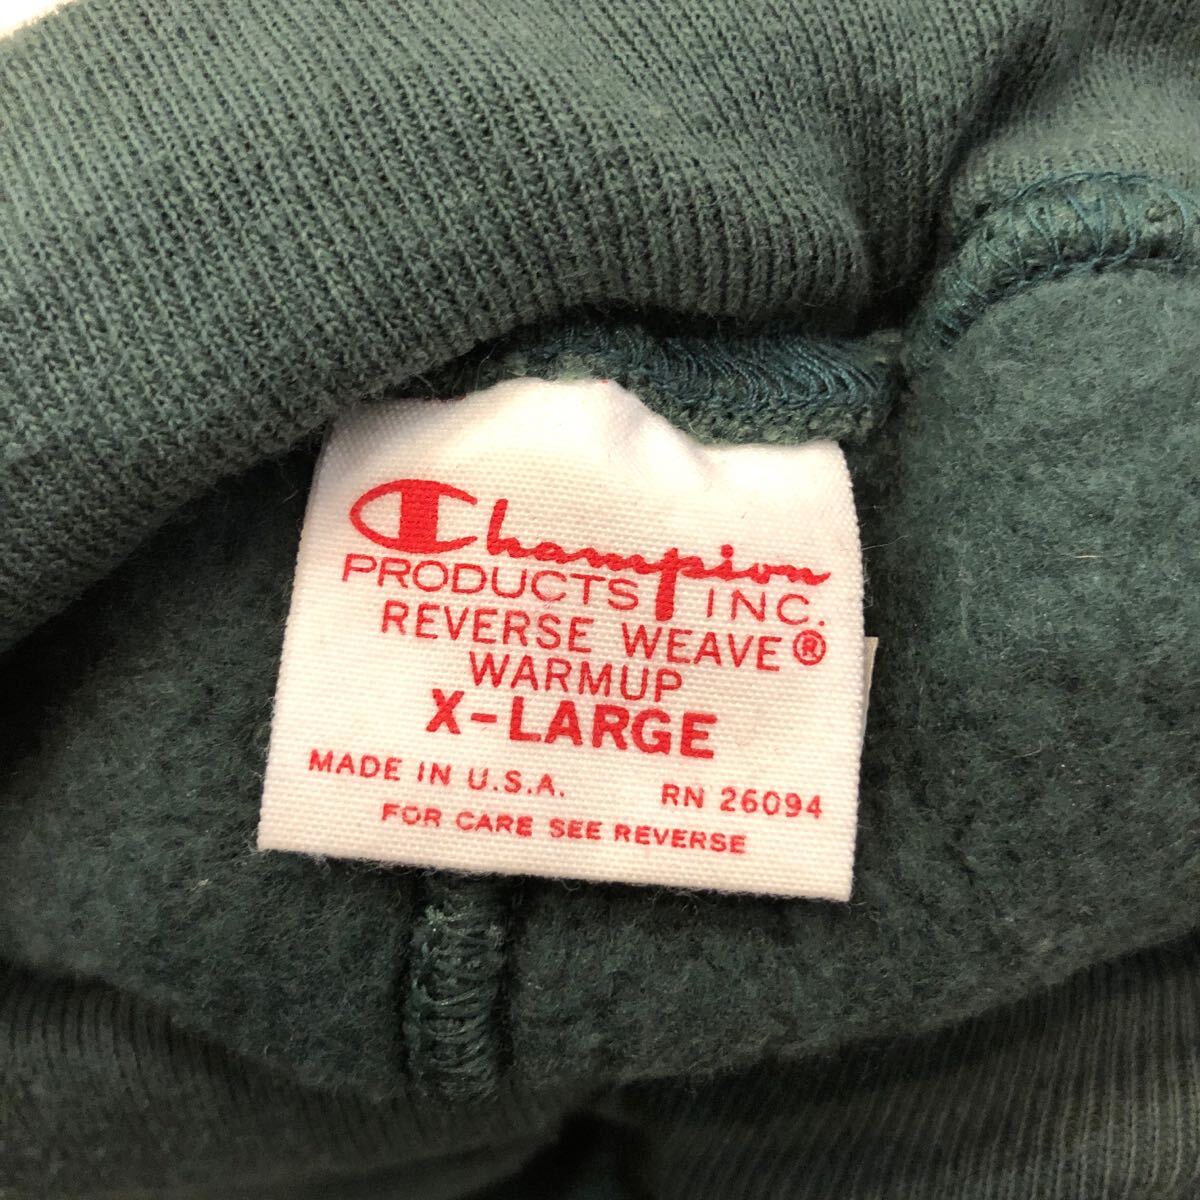 Champion
PRODUCTS INC.
REVERSE WEAVE®
WARMUP
X-LARGE
MADE IN U.S.A. RN 26094
FOR CARE SEE REVERSE